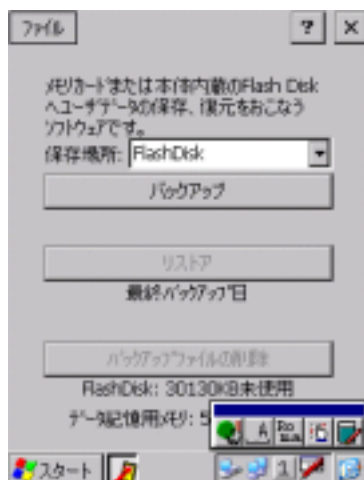 ファイル ? ×
メモリカードまたは本体内蔵のFlash Disk
へユーザデータの保存、復元をおこなう
ソフトウェアです。
保存場所: FlashDisk
バックアップ
リストア
最終バックアップ日
バックアップファイルの削除
FlashDisk: 30130KB未使用
データ記憶用メモリ: 5
A Ro
スタート 1